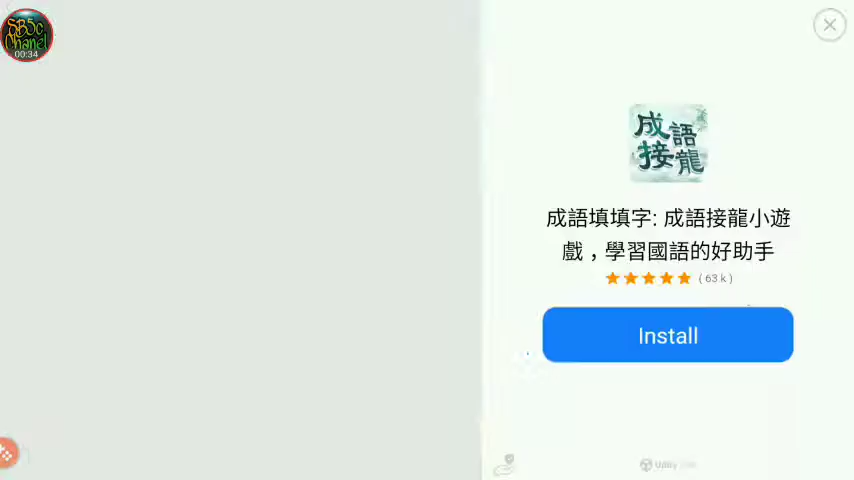 SB5c
Chanel
00:34
成語
接龍
成語填填字: 成語接龍小遊
戲，學習國語的好助手
(63k)
Install